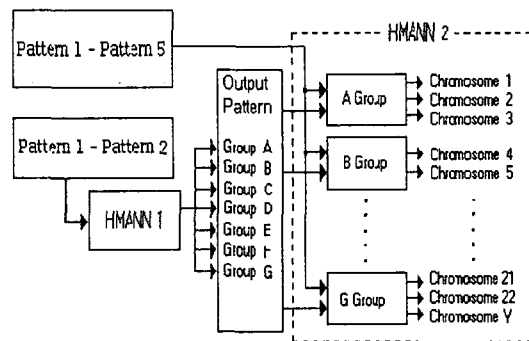 HMANN 2
Pattern 1 - Pattern 5
Output
Pattern
A Group
Chromosome 1
Chromosome 2
Chromosome 3
Pattern 1 - Pattern 2
Group A
Group B
Group C
Group D
Group E
Group F
Group G
B Group
Chromosome 4
Chromosome 5
HMANN 1
G Group
Chromosome 21
Chromosome 22
Chromosome Y